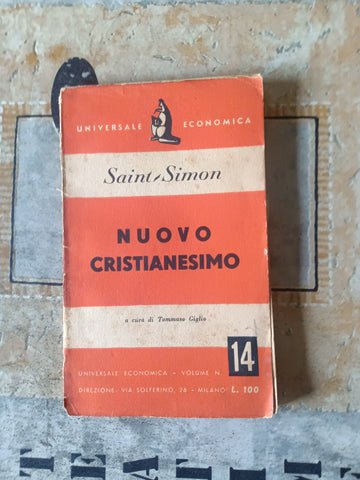 UNIVERSALE ECONOMICA
Saint-Simon
NUOVO
CRISTIANESIMO
a cura di Tommaso Giglio
UNIVERSALE ECONOMICA - VOLUME N. 14
DIREZIONE: VIA SOLFERINO, 26 - MILANO L. 100